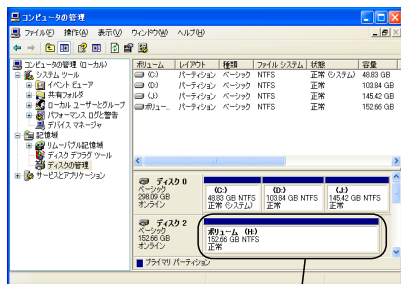 コンピュータの管理
ファイル(F) 操作(A) 表示(V) ウィンドウ(W) ヘルプ(H)
コンピュータの管理 (ローカル)
システム ツール
イベント ビューア
共有フォルダ
ローカル ユーザーとグループ
パフォーマンス ログと警告
デバイス マネージャ
記憶域
リムーバブル記憶域
ディスク デフラグ ツール
ディスクの管理
サービスとアプリケーション
ボリューム レイアウト 種類 ファイル システム 状態 容量
(C:) パーティション ベーシック NTFS 正常 (システム) 48.83 GB
(D:) パーティション ベーシック NTFS 正常 103.84 GB
(J:) パーティション ベーシック NTFS 正常 145.42 GB
ボリュー... パーティション ベーシック NTFS 正常 152.66 GB
ディスク 0
ベーシック
298.09 GB
オンライン
(C:)
48.83 GB NTFS
正常 (システム)
(D:)
103.84 GB NTFS
正常
145.42 GB NTFS
正常
ディスク 2
ベーシック
152.66 GB
オンライン
ボリューム (H:)
152.66 GB NTFS
正常
プライマリ パーティション